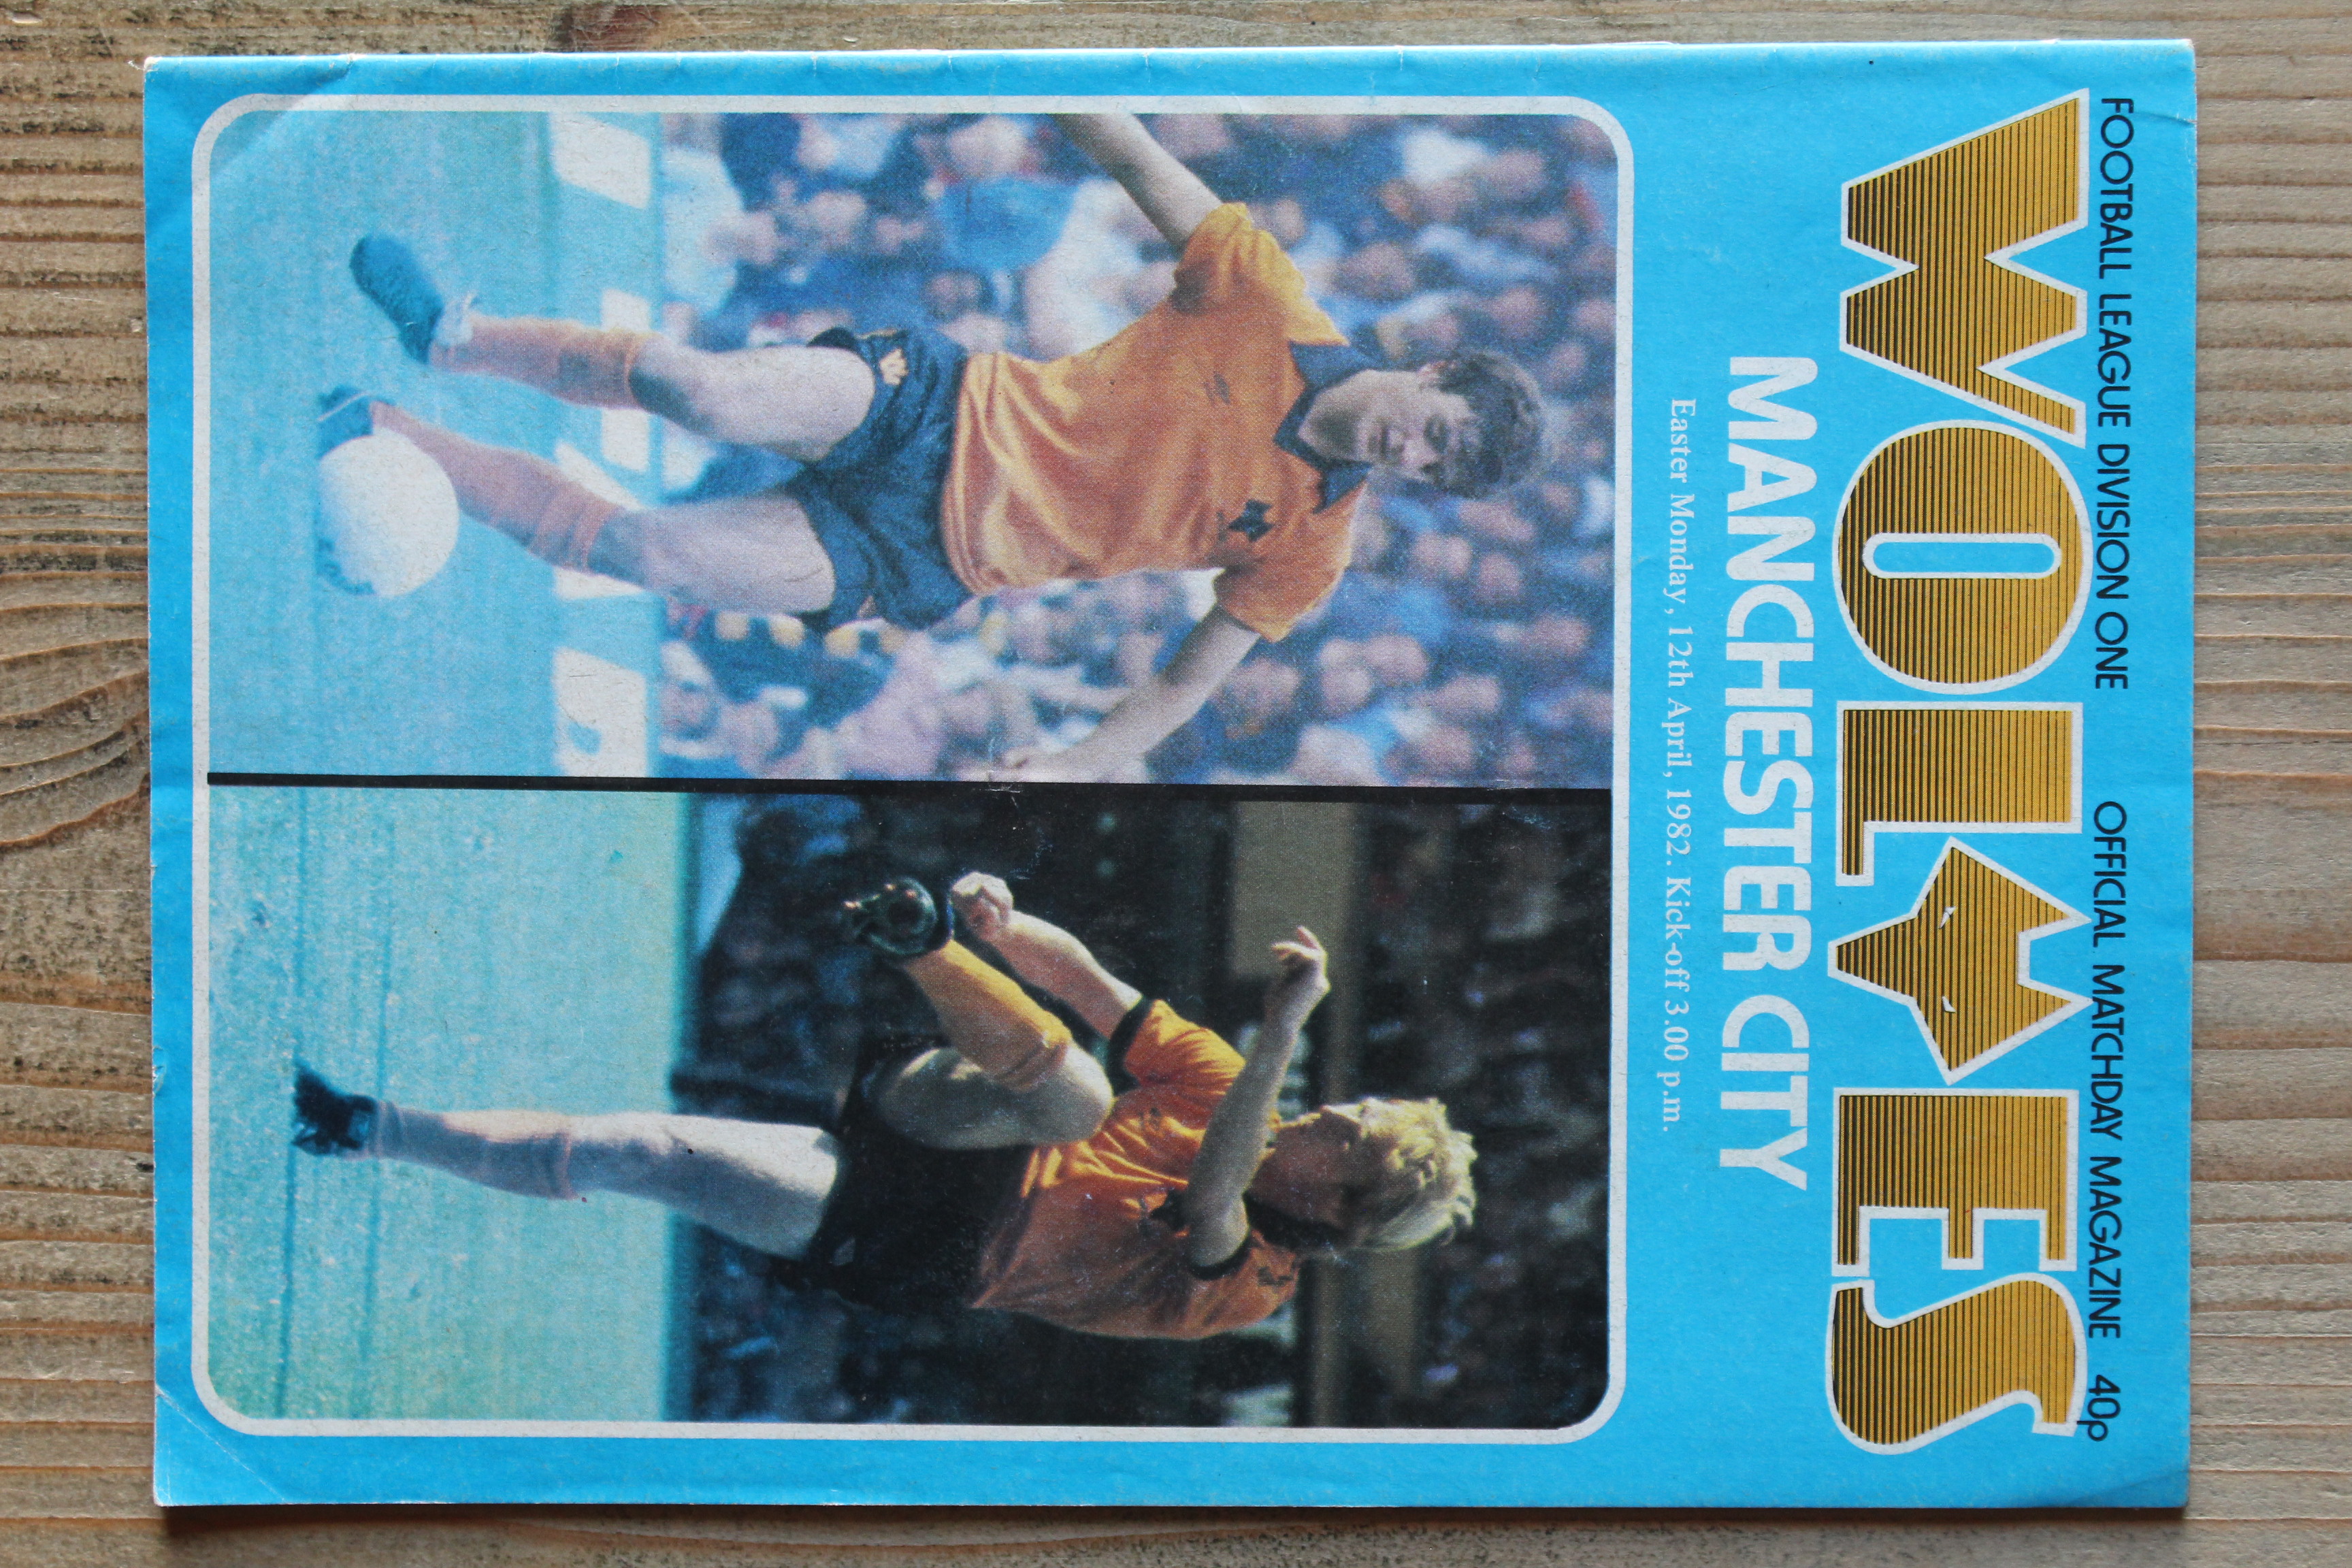 FOOTBALL LEAGUE DIVISION ONE OFFICIAL MATCHDAY MAGAZINE 40p
WOLVES
MANCHESTER CITY
Easter Monday, 12th April, 1982. Kick-off 3.00 p.m.